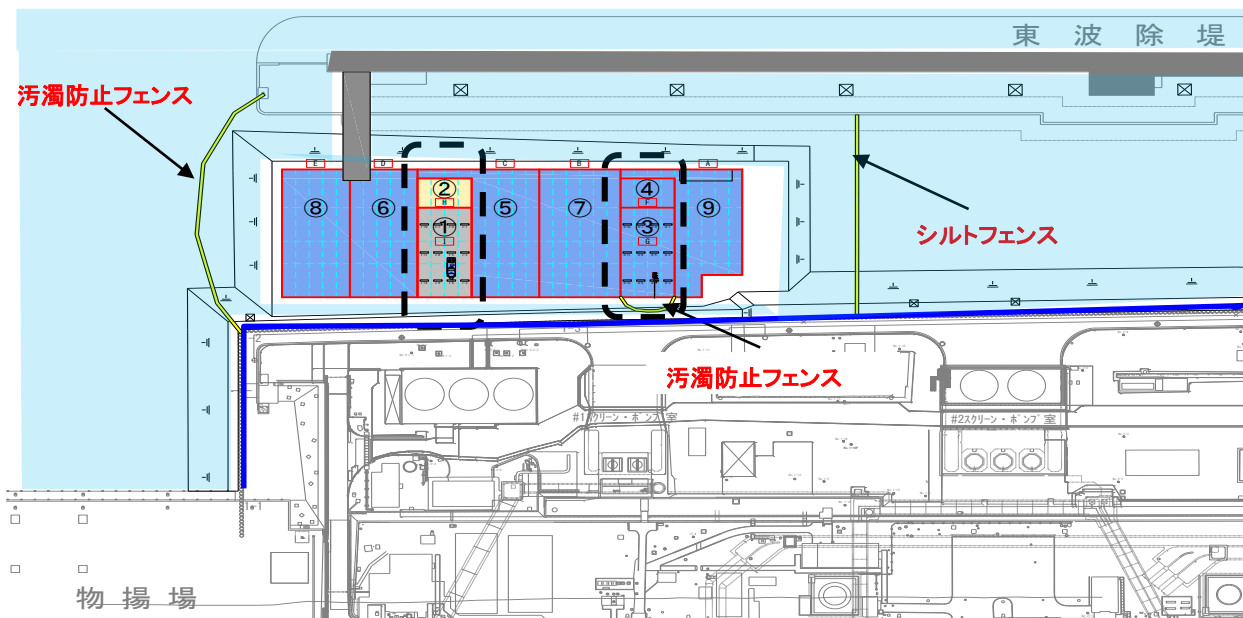 東 波 除 堤
汚濁防止フェンス
E
D
C
B
A
②
④
H
F
⑧
⑥
①
⑤
⑦
③
⑨
G
シルトフェンス
汚濁防止フェンス
#1スクリーン・ポンプ室
#2スクリーン・ポンプ室
物 揚 場